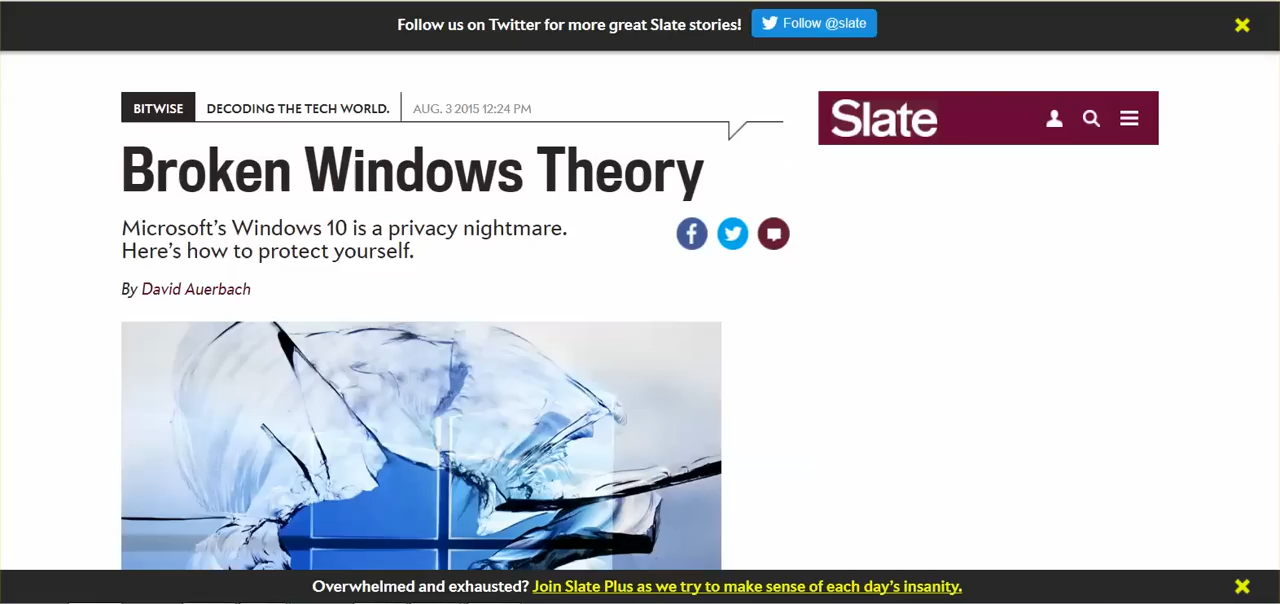 Follow us on Twitter for more great Slate stories! Follow @slate
BITWISE DECODING THE TECH WORLD. AUG. 3 2015 12:24 PM
Slate
Broken Windows Theory
Microsoft's Windows 10 is a privacy nightmare.
Here's how to protect yourself.
By David Auerbach
Overwhelmed and exhausted? Join Slate Plus as we try to make sense of each day's insanity.